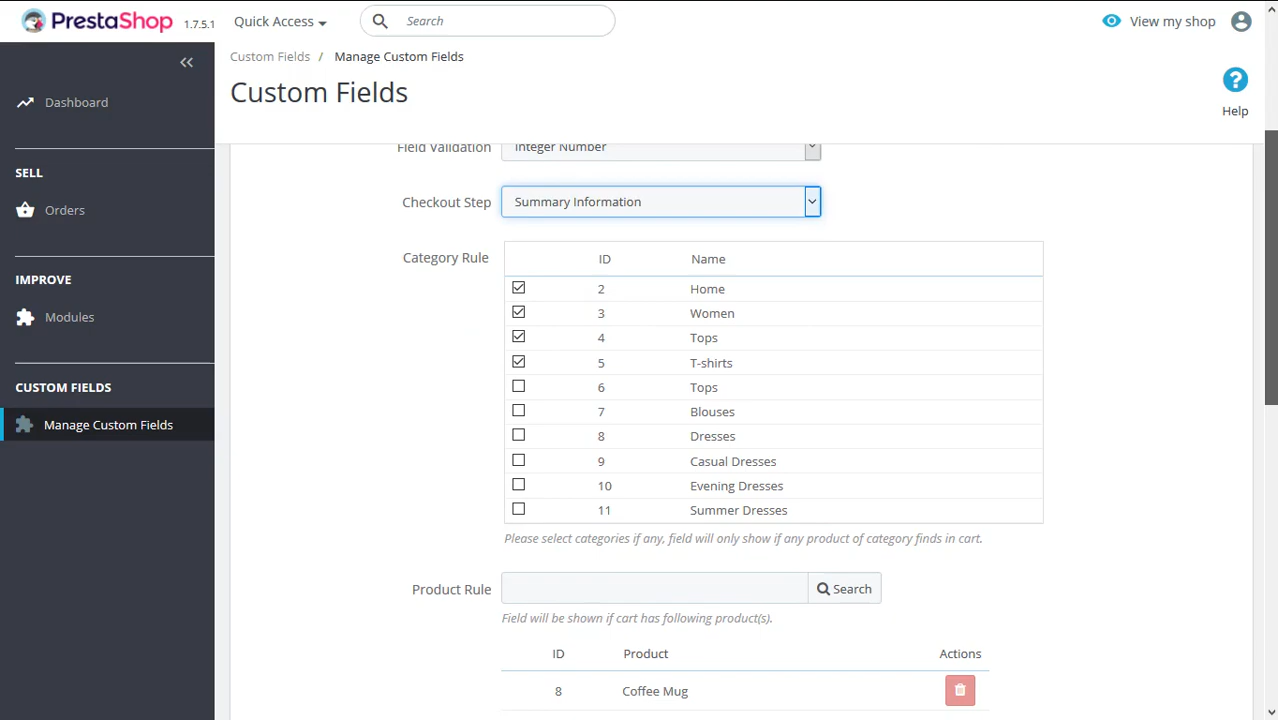 PrestaShop 1.7.5.1 Quick Access Search View my shop
Custom Fields / Manage Custom Fields
Custom Fields
Help
Dashboard
SELL
Orders
IMPROVE
Modules
CUSTOM FIELDS
Manage Custom Fields
Field Validation Integer Number
Checkout Step Summary Information
Category Rule ID Name
2 Home
3 Women
4 Tops
5 T-shirts
6 Tops
7 Blouses
8 Dresses
9 Casual Dresses
10 Evening Dresses
11 Summer Dresses
Please select categories if any, field will only show if any product of category finds in cart.
Product Rule Search
Field will be shown if cart has following product(s).
ID Product Actions
8 Coffee Mug